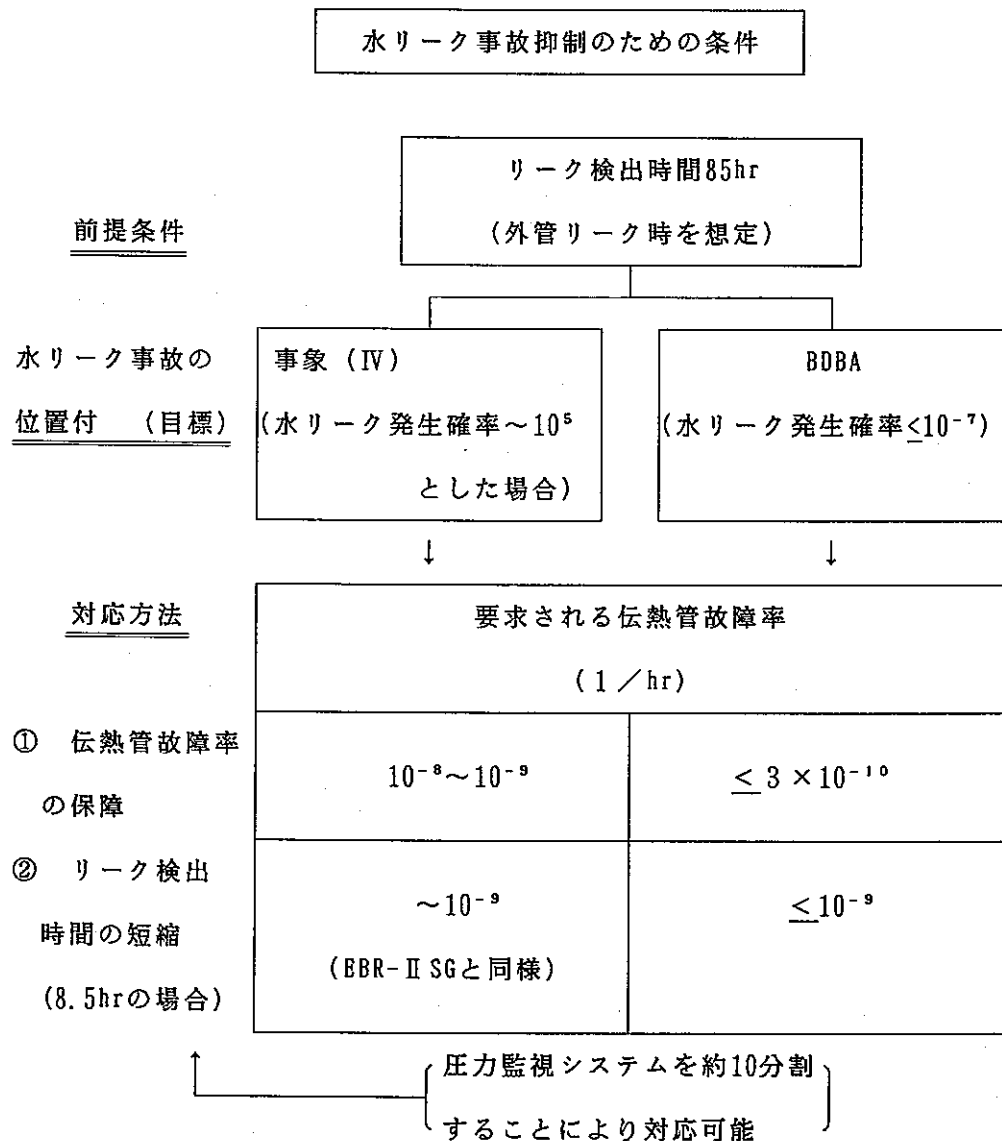 水リーク事故抑制のための条件
リーク検出時間85hr
(外管リーク時を想定)
前提条件
水リーク事故の
位置付 (目標)
事象 (Ⅳ)
(水リーク発生確率~10⁵
とした場合)
BDBA
(水リーク発生確率≤10⁻⁷)
↓ ↓
対応方法
要求される伝熱管故障率
(1/hr)
① 伝熱管故障率
の保障
10⁻⁸~10⁻⁹
≤ 3 ×10⁻¹⁰
② リーク検出
時間の短縮
(8.5hrの場合)
~10⁻⁹
(EBR-Ⅱ SGと同様)
≤10⁻⁹
圧力監視システムを約10分割
することにより対応可能